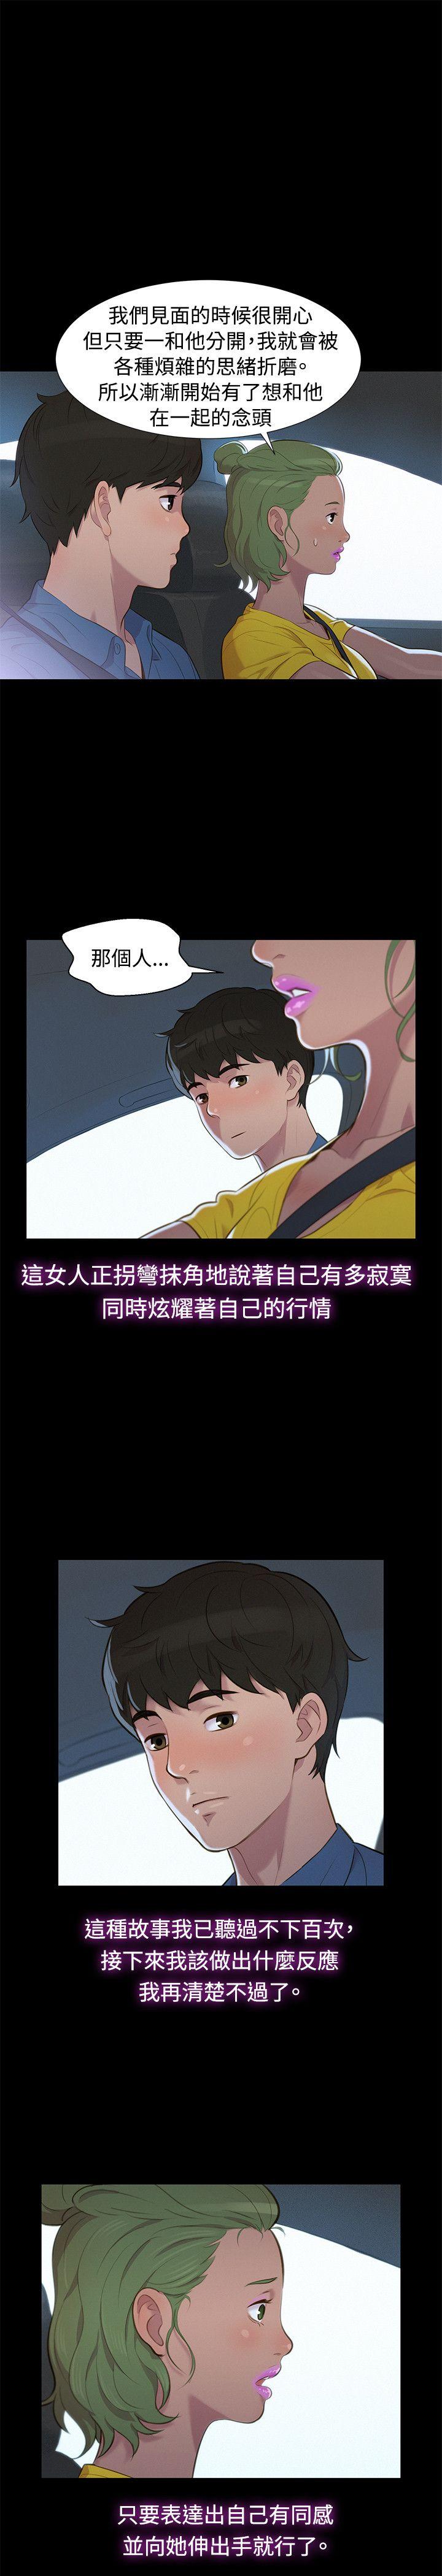 我們見面的時候很開心
但只要一和他分開，我就會被
各種煩雜的思緒折磨。
所以漸漸開始有了想和他
在一起的念頭
那個人…
這女人正拐彎抹角地說著自己有多寂寞
同時炫耀著自己的行情
這種故事我已聽過不下百次，
接下來我該做出什麼反應
我再清楚不過了。
只要表達出自己有同感
並向她伸出手就行了。